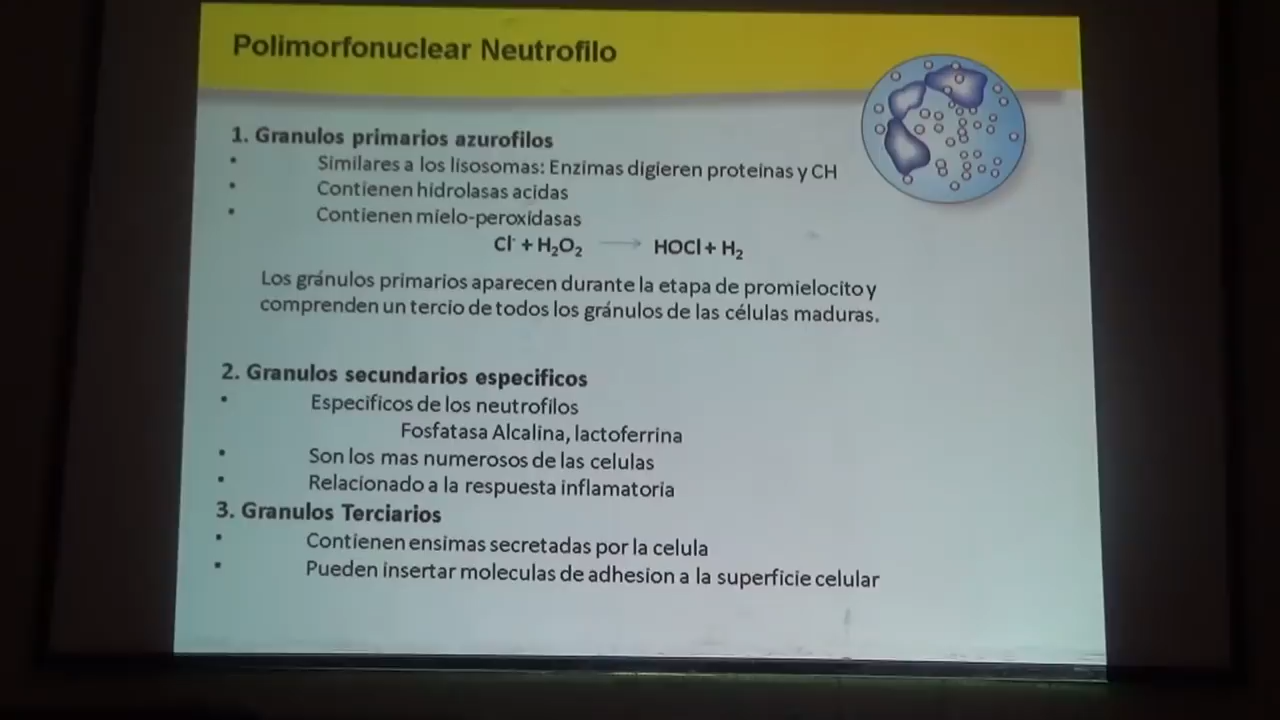 Polimorfonuclear Neutrofilo
1. Granulos primarios azurofilos
• Similares a los lisosomas: Enzimas digieren proteinas y CH
• Contienen hidrolasas acidas
• Contienen mielo-peroxidasas
Cl⁻ + H₂O₂ → HOCl + H₂
Los gránulos primarios aparecen durante la etapa de promielocito y
comprenden un tercio de todos los gránulos de las células maduras.
2. Granulos secundarios especificos
• Especificos de los neutrofilos
Fosfatasa Alcalina, lactoferrina
• Son los mas numerosos de las celulas
• Relacionado a la respuesta inflamatoria
3. Granulos Terciarios
• Contienen ensimas secretadas por la celula
• Pueden insertar moleculas de adhesion a la superficie celular